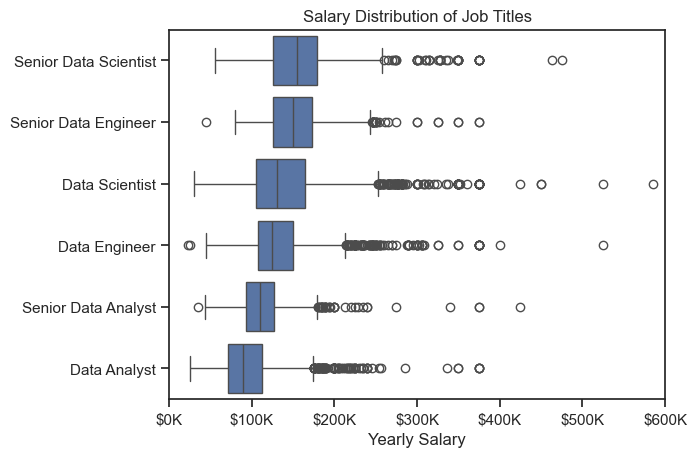 Salary Distribution of Job Titles
Senior Data Scientist
Senior Data Engineer
Data Scientist
Data Engineer
Senior Data Analyst
Data Analyst
$0K $100K $200K $300K $400K $500K $600K
Yearly Salary